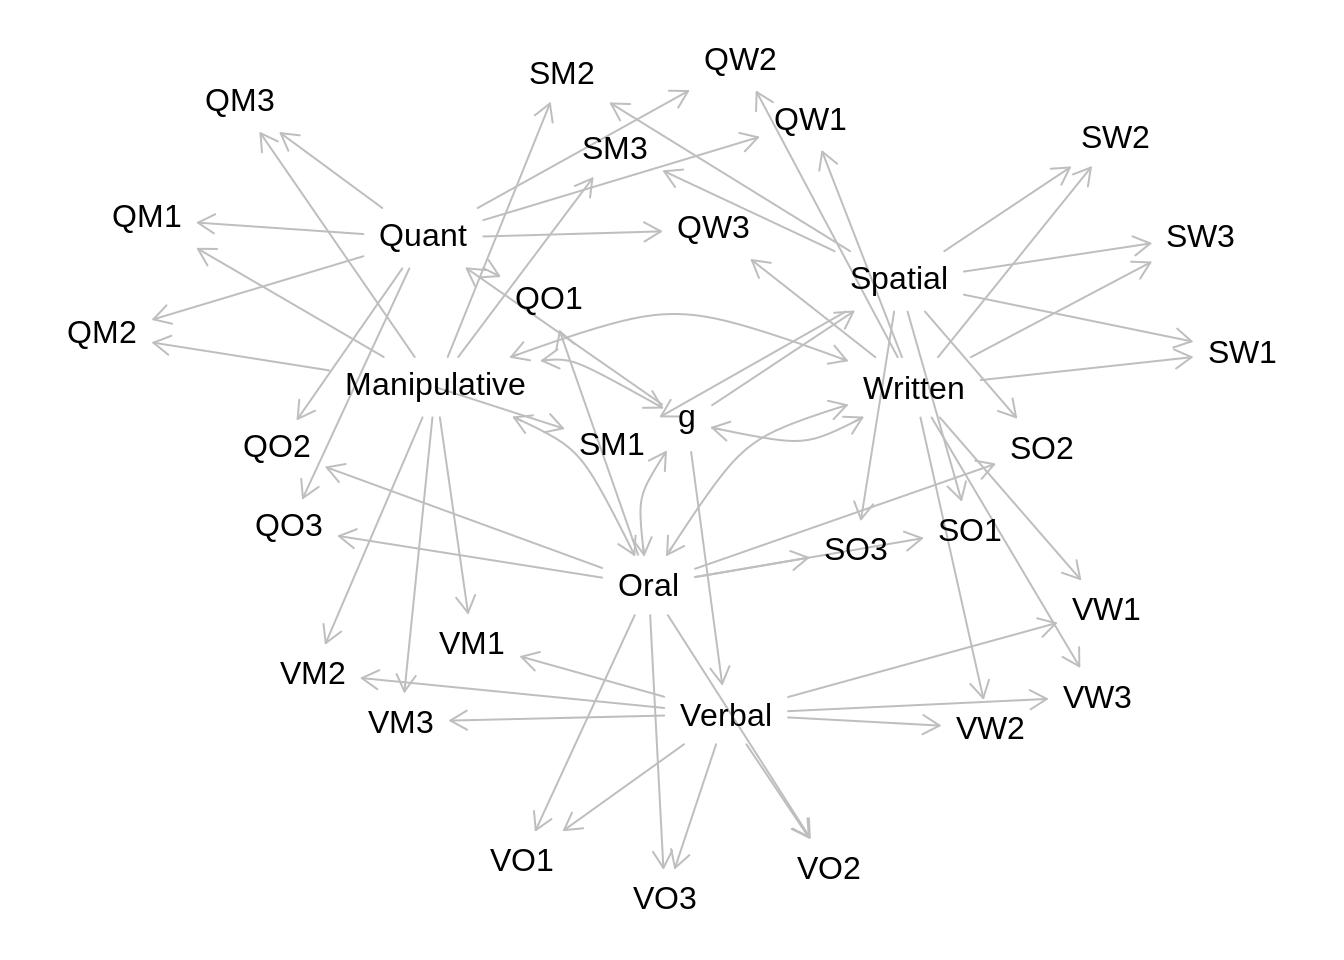 QW2
SM2
QM3
QW1
SW2
SM3
QM1
QW3
Quant
SW3
Spatial
QO1
QM2
SW1
Manipulative
Written
g
QO2
SM1
SO2
QO3
SO1
SO3
Oral
VW1
VM1
VM2
VW3
Verbal
VM3
VW2
VO1
VO2
VO3